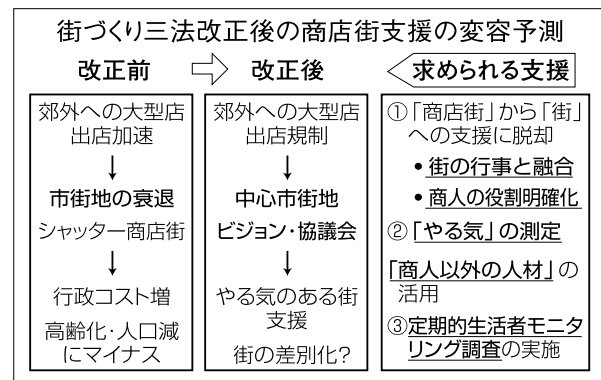 街づくり三法改正後の商店街支援の変容予測
改正前
郊外への大型店
出店加速
↓
市街地の衰退
シャッター商店街
↓
行政コスト増
高齢化・人口減
にマイナス
⇨
改正後
郊外への大型店
出店規制
↓
中心市街地
ビジョン・協議会
↓
やる気のある街
支援
街の差別化？
求められる支援
①「商店街」から「街」
への支援に脱却
•街の行事と融合
•商人の役割明確化
②「やる気」の測定
「商人以外の人材」の
活用
③定期的生活者モニタ
リング調査の実施